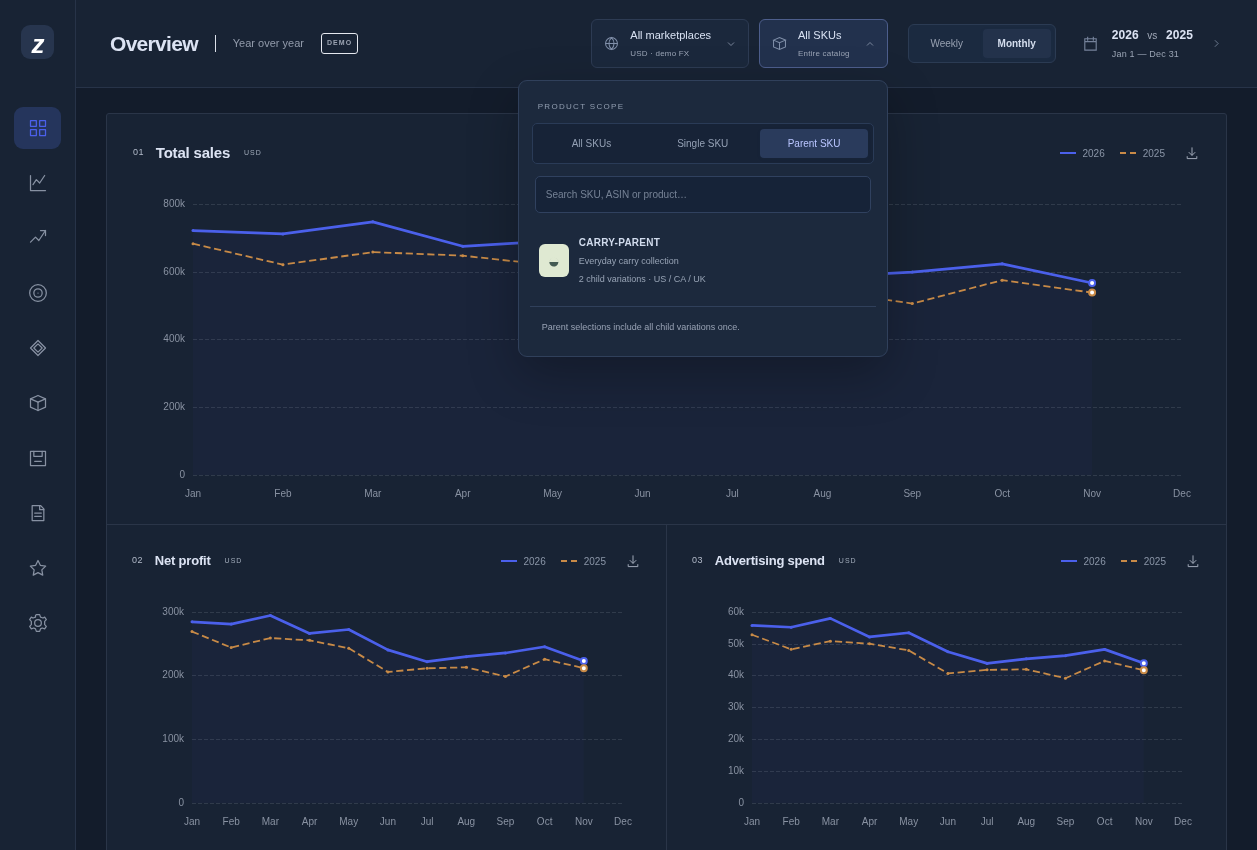 z
Overview
Year over year
DEMO
All marketplaces
USD · demo FX
All SKUs
Entire catalog
Weekly
Monthly
2026 vs 2025
Jan 1 — Dec 31
PRODUCT SCOPE
All SKUs
Single SKU
Parent SKU
Search SKU, ASIN or product…
CARRY-PARENT
Everyday carry collection
2 child variations · US / CA / UK
Parent selections include all child variations once.
01 Total sales USD
2026 2025
800k
600k
400k
200k
0
Jan Feb Mar Apr May Jun Jul Aug Sep Oct Nov Dec
02 Net profit USD
2026 2025
300k
200k
100k
0
Jan Feb Mar Apr May Jun Jul Aug Sep Oct Nov Dec
03 Advertising spend USD
2026 2025
60k
50k
40k
30k
20k
10k
0
Jan Feb Mar Apr May Jun Jul Aug Sep Oct Nov Dec